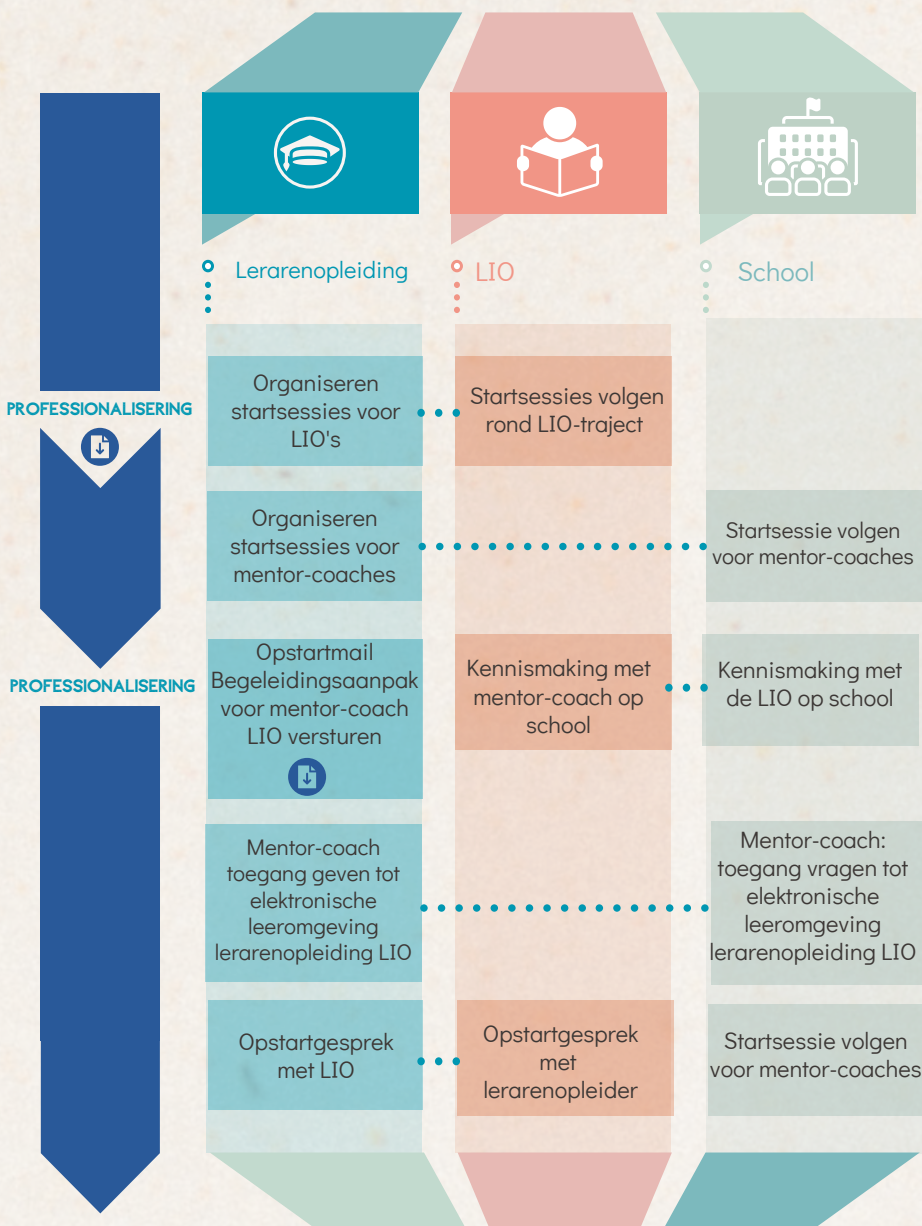 Lerarenopleiding
LIO
School
PROFESSIONALISERING
Organiseren
startsessies voor
LIO's
Startsessies volgen
rond LIO-traject
Organiseren
startsessies voor
mentor-coaches
Startsessie volgen
voor mentor-coaches
PROFESSIONALISERING
Opstartmail
Begeleidingsaanpak
voor mentor-coach
LIO versturen
Kennismaking met
mentor-coach op
school
Kennismaking met
de LIO op school
Mentor-coach
toegang geven tot
elektronische
leeromgeving
lerarenopleiding LIO
Mentor-coach:
toegang vragen tot
elektronische
leeromgeving
lerarenopleiding LIO
Opstartgesprek
met LIO
Opstartgesprek
met
lerarenopleider
Startsessie volgen
voor mentor-coaches